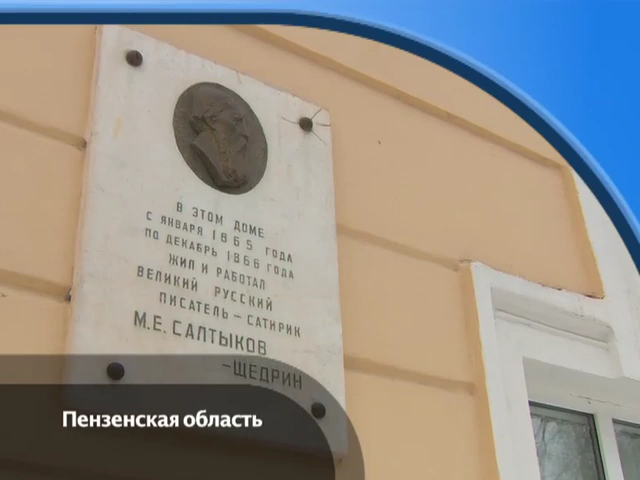 В ЭТОМ ДОМЕ
С ЯНВАРЯ 1865 ГОДА
ПО ДЕКАБРЬ 1866 ГОДА
ЖИЛ И РАБОТАЛ
ВЕЛИКИЙ РУССКИЙ
ПИСАТЕЛЬ – САТИРИК
М.Е. САЛТЫКОВ
–ЩЕДРИН
Пензенская область